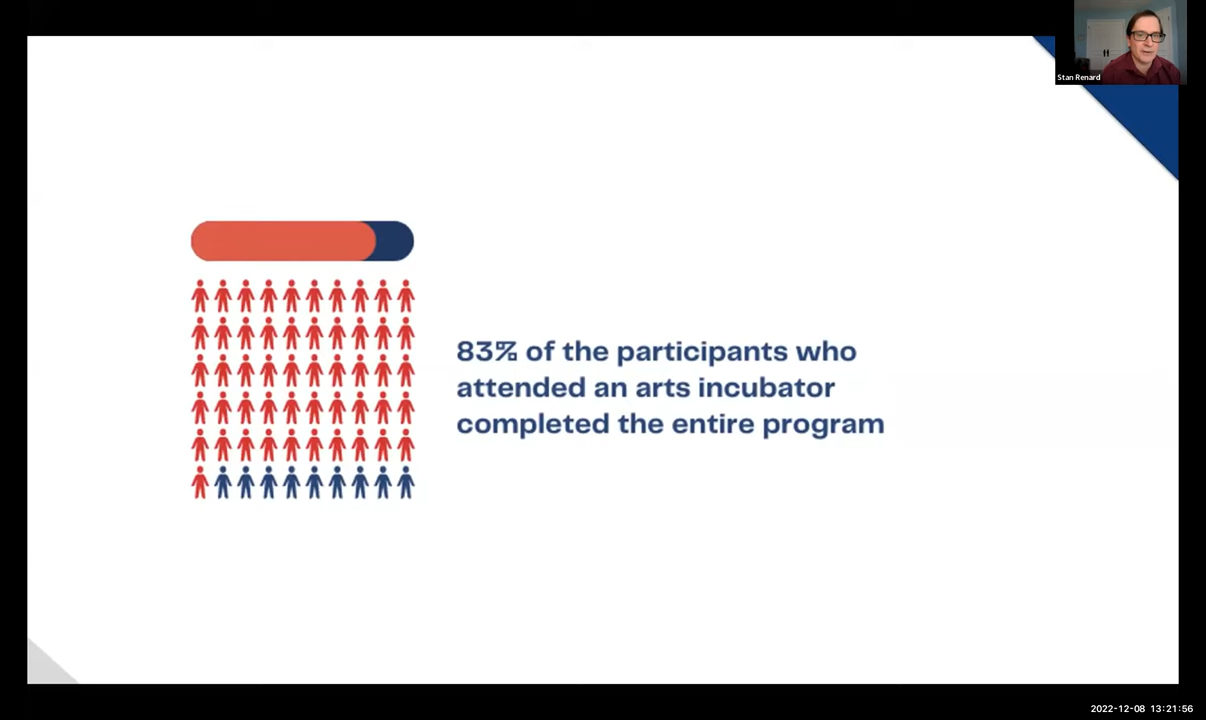 Stan Renard
83% of the participants who
attended an arts incubator
completed the entire program
2022-12-08 13:21:56